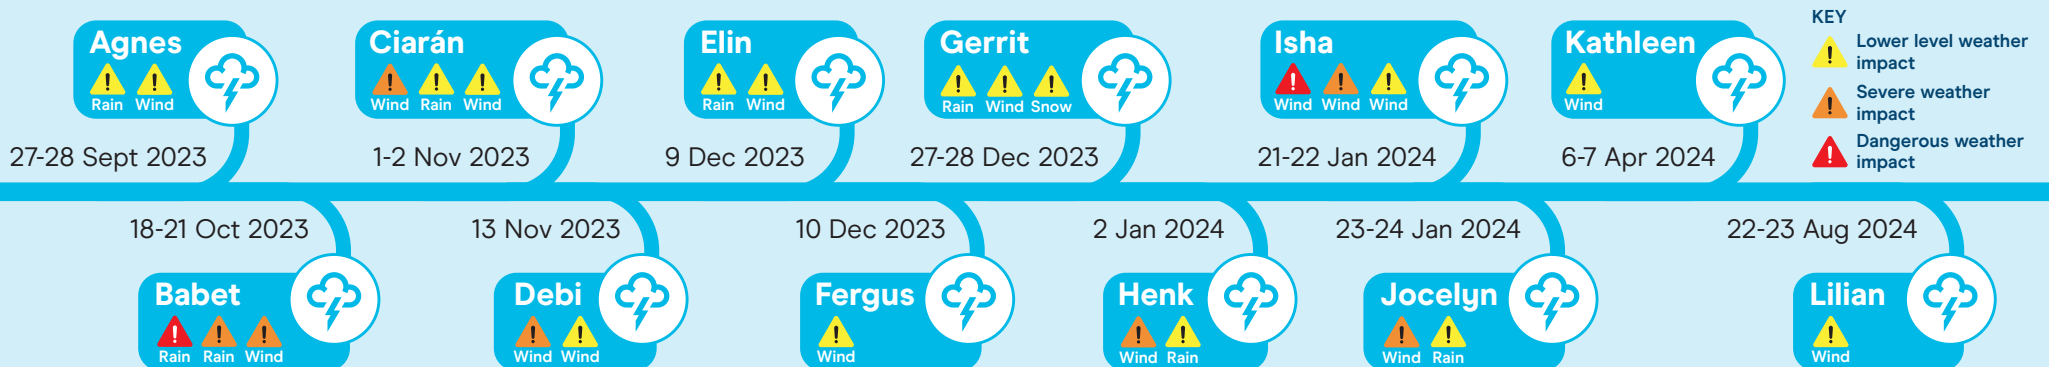 Agnes
Rain Wind
27-28 Sept 2023
Ciarán
Wind Rain Wind
1-2 Nov 2023
Elin
Rain Wind
9 Dec 2023
Gerrit
Rain Wind Snow
27-28 Dec 2023
Isha
Wind Wind Wind
21-22 Jan 2024
Kathleen
Wind
6-7 Apr 2024
KEY
Lower level weather
impact
Severe weather
impact
Dangerous weather
impact
18-21 Oct 2023
Babet
Rain Rain Wind
13 Nov 2023
Debi
Wind Wind
10 Dec 2023
Fergus
Wind
2 Jan 2024
Henk
Wind Rain
23-24 Jan 2024
Jocelyn
Wind Rain
22-23 Aug 2024
Lilian
Wind